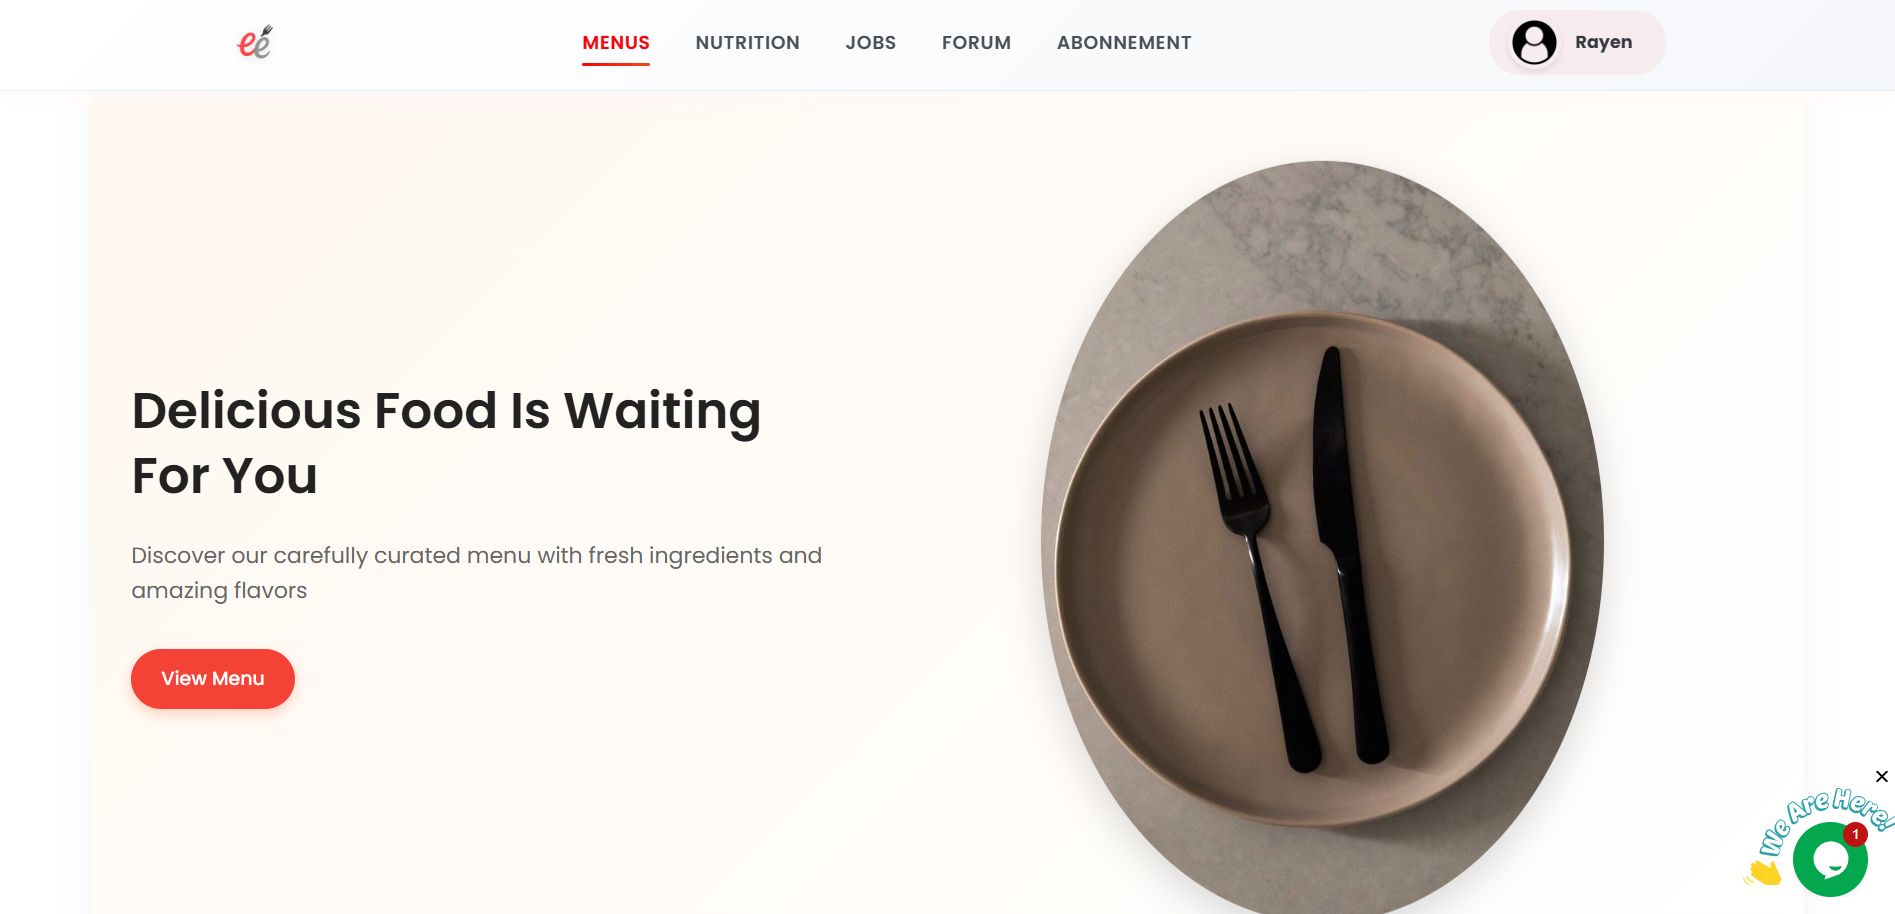 eé
MENUS
NUTRITION
JOBS
FORUM
ABONNEMENT
Rayen
Delicious Food Is Waiting
For You
Discover our carefully curated menu with fresh ingredients and
amazing flavors
View Menu
We Are Here!
1